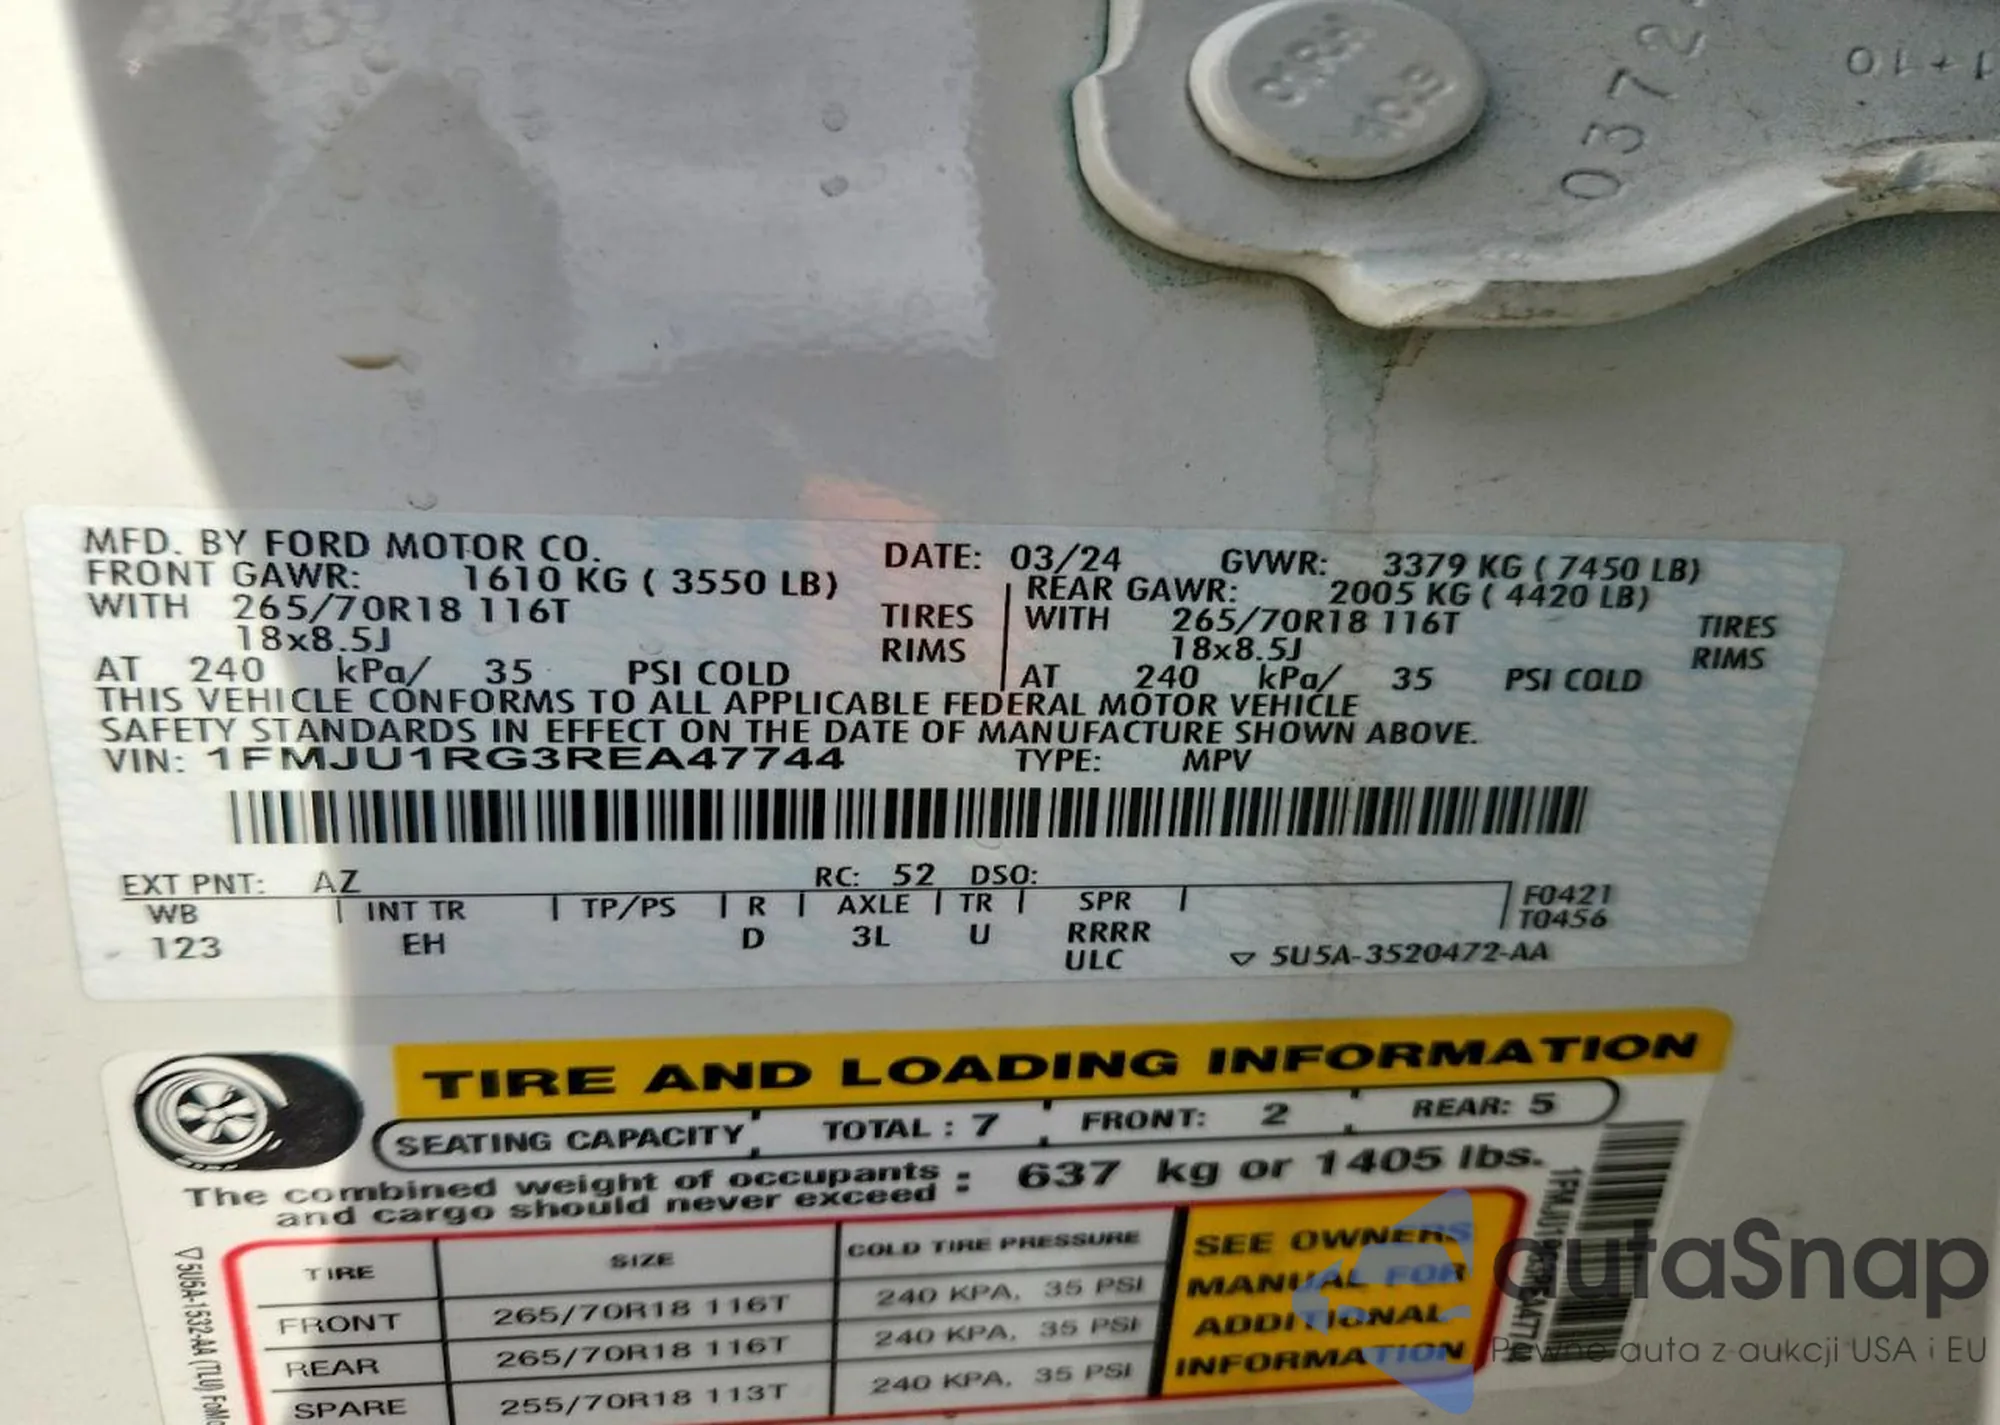 0372
MFD. BY FORD MOTOR CO. DATE: 03/24 GVWR: 3379 KG ( 7450 LB)
FRONT GAWR: 1610 KG ( 3550 LB) REAR GAWR: 2005 KG ( 4420 LB)
WITH 265/70R18 116T TIRES WITH 265/70R18 116T TIRES
18x8.5J RIMS 18x8.5J RIMS
AT 240 kPa/ 35 PSI COLD AT 240 kPa/ 35 PSI COLD
THIS VEHICLE CONFORMS TO ALL APPLICABLE FEDERAL MOTOR VEHICLE
SAFETY STANDARDS IN EFFECT ON THE DATE OF MANUFACTURE SHOWN ABOVE.
VIN: 1FMJU1RG3REA47744 TYPE: MPV
EXT PNT: AZ RC: 52 DSO:
WB INT TR TP/PS R AXLE TR SPR F0421
T0456
123 EH D 3L U RRRR
ULC ▽ 5U5A-3520472-AA
TIRE AND LOADING INFORMATION
SEATING CAPACITY TOTAL : 7 FRONT: 2 REAR: 5
The combined weight of occupants : 637 kg or 1405 lbs.
and cargo should never exceed
TIRE SIZE COLD TIRE PRESSURE
FRONT 265/70R18 116T 240 KPA, 35 PSI
REAR 265/70R18 116T 240 KPA, 35 PSI
SPARE 255/70R18 113T 240 KPA, 35 PSI
SEE OWNERS
MANUAL FOR
ADDITIONAL
INFORMATION
▽5U5A-1532-AA (TLU)
autaSnap
Pewne auta z aukcji USA i EU